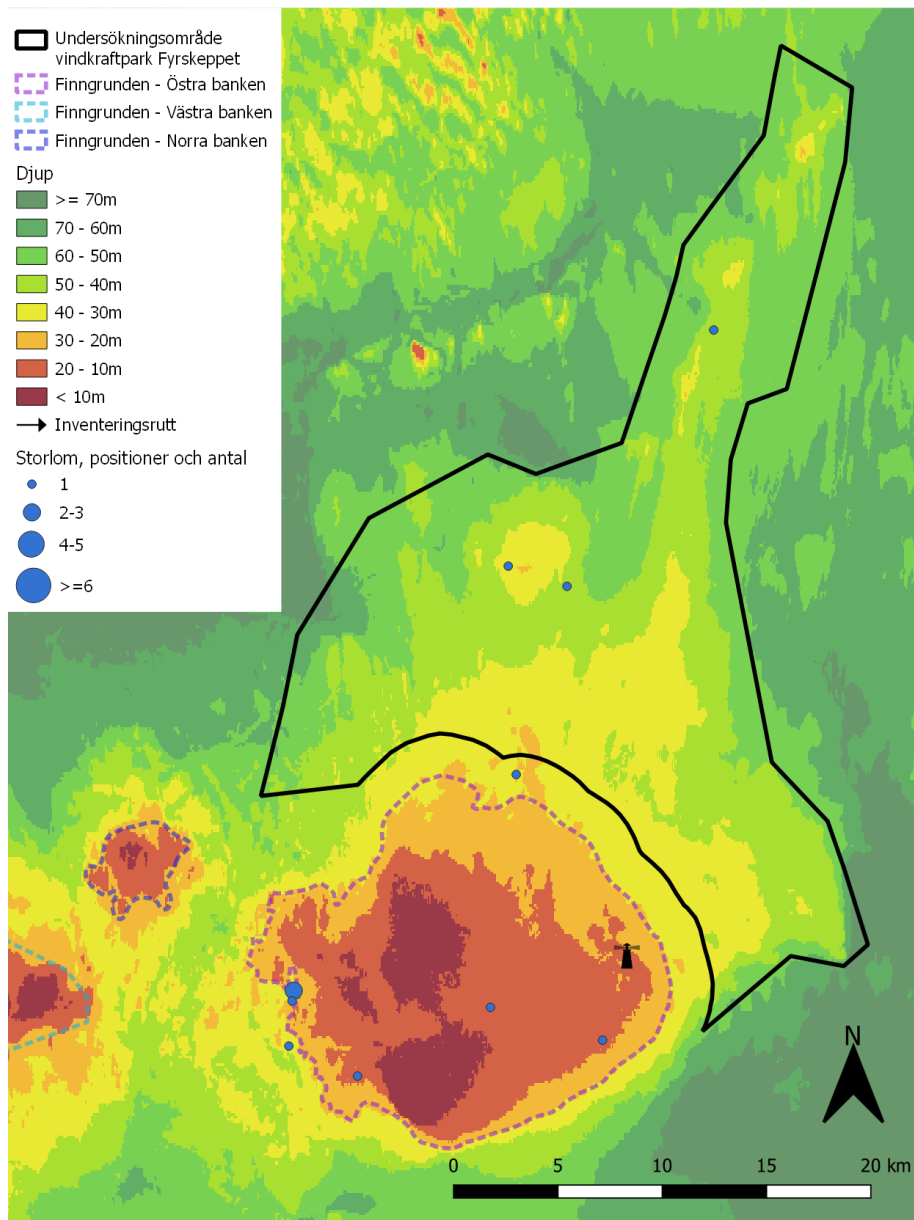 Undersökningsområde
vindkraftpark Fyrskeppet
Finngrunden - Östra banken
Finngrunden - Västra banken
Finngrunden - Norra banken
Djup
>= 70m
70 - 60m
60 - 50m
50 - 40m
40 - 30m
30 - 20m
20 - 10m
< 10m
Inventeringsrutt
Storlom, positioner och antal
1
2-3
4-5
>=6
N
0 5 10 15 20 km